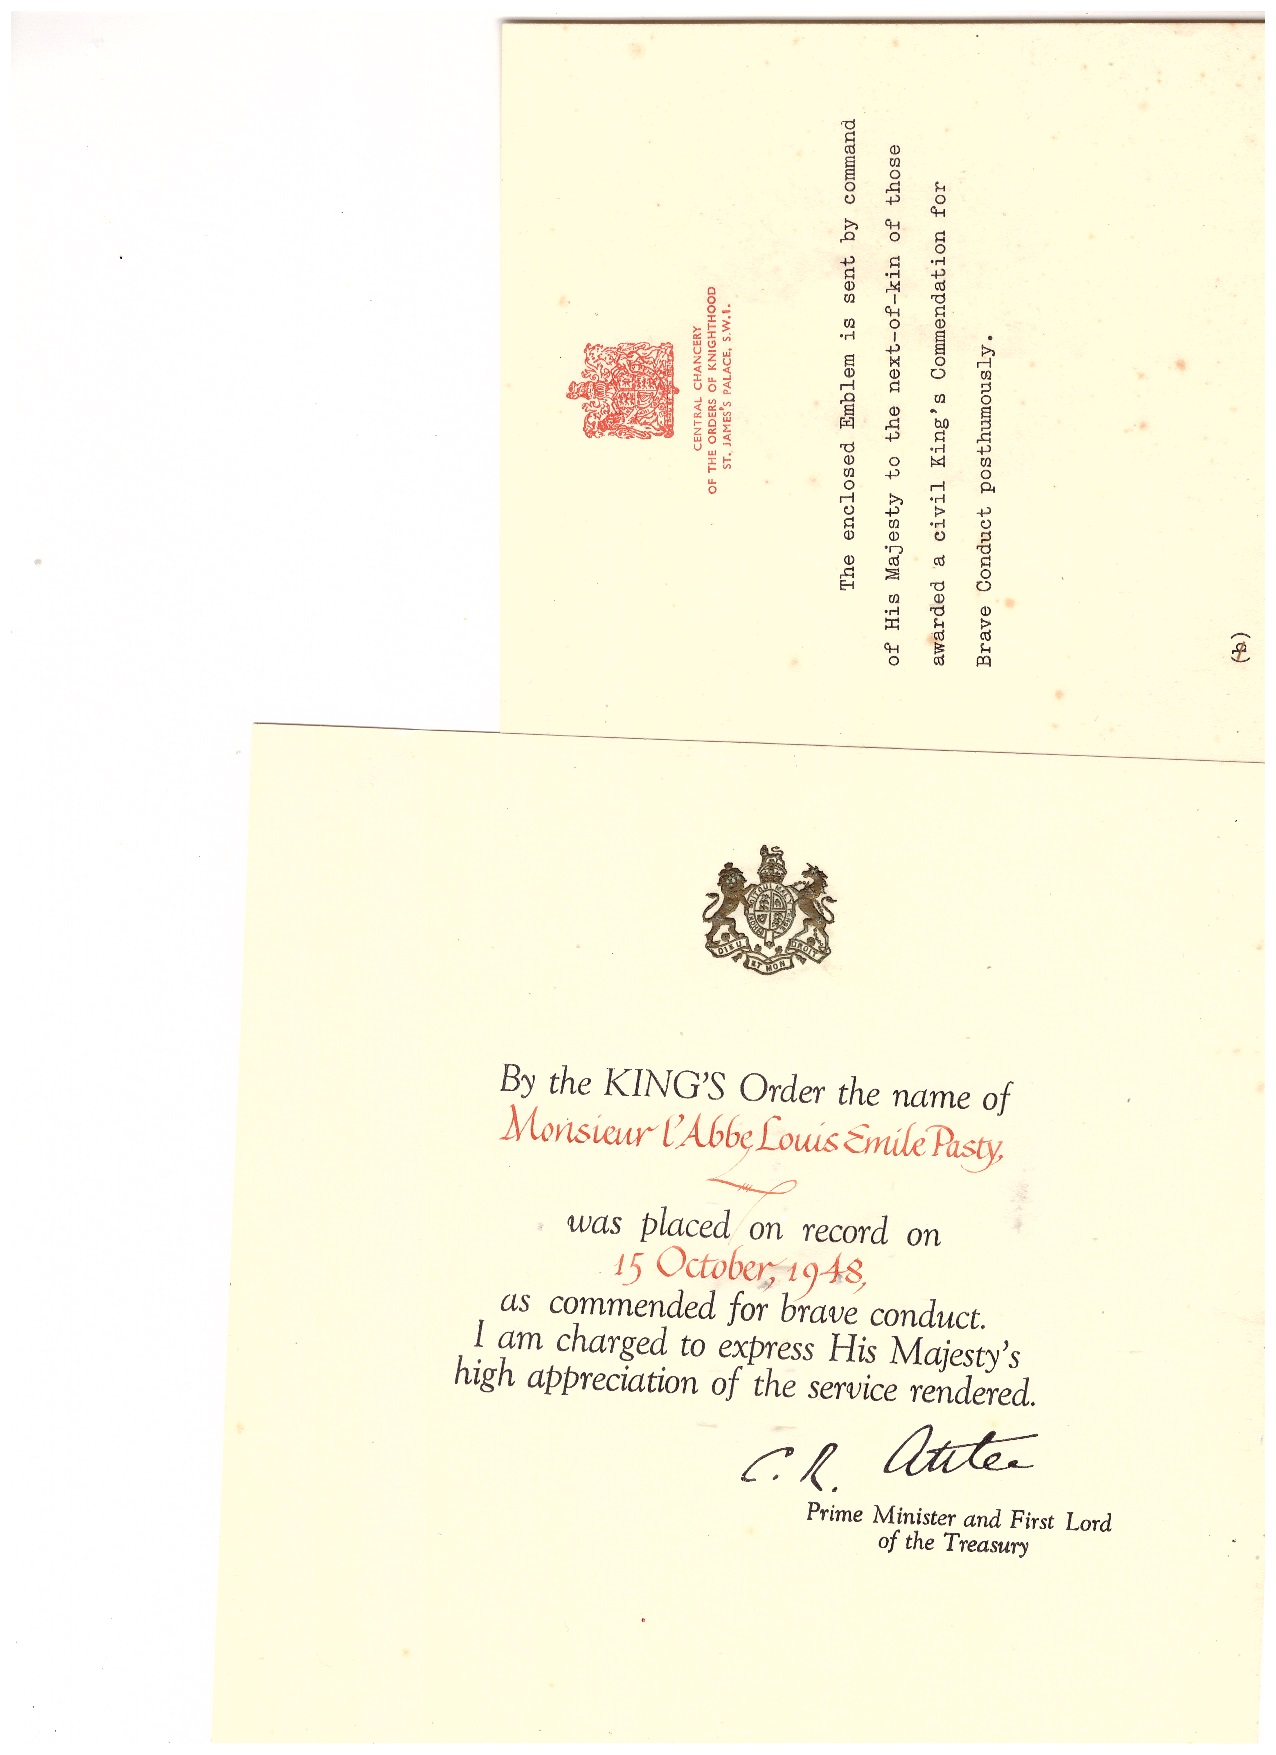 CENTRAL CHANCERY
OF THE ORDERS OF KNIGHTHOOD
ST. JAMES'S PALACE, S.W.1.
The enclosed Emblem is sent by command
of His Majesty to the next-of-kin of those
awarded a civil King's Commendation for
Brave Conduct posthumously.
DIEU ET MON DROIT
By the KING'S Order the name of
Monsieur l'Abbe Louis Emile Pasty,
was placed on record on
15 October, 1948,
as commended for brave conduct.
I am charged to express His Majesty's
high appreciation of the service rendered.
C. R. Attlee
Prime Minister and First Lord
of the Treasury